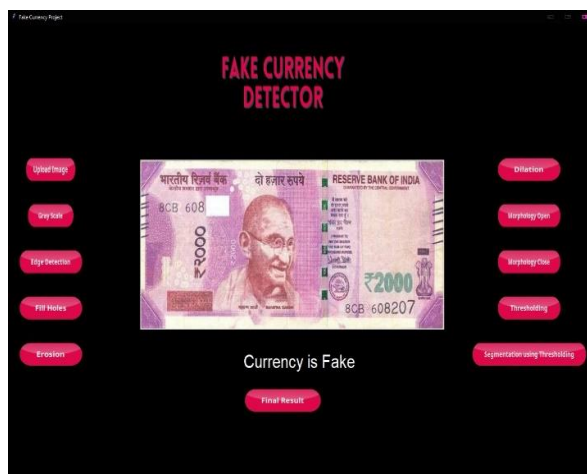 Fake Currency Project
FAKE CURRENCY
DETECTOR
Upload Image
Gray Scale
Edge Detection
Fill Holes
Erosion
भारतीय रिज़र्व बैंक
दो हज़ार रुपये
RESERVE BANK OF INDIA
8CB 608
₹2000
₹2000
8CB 608207
Dilation
Morphology Open
Morphology Close
Thresholding
Segmentation using Thresholding
Currency is Fake
Final Result